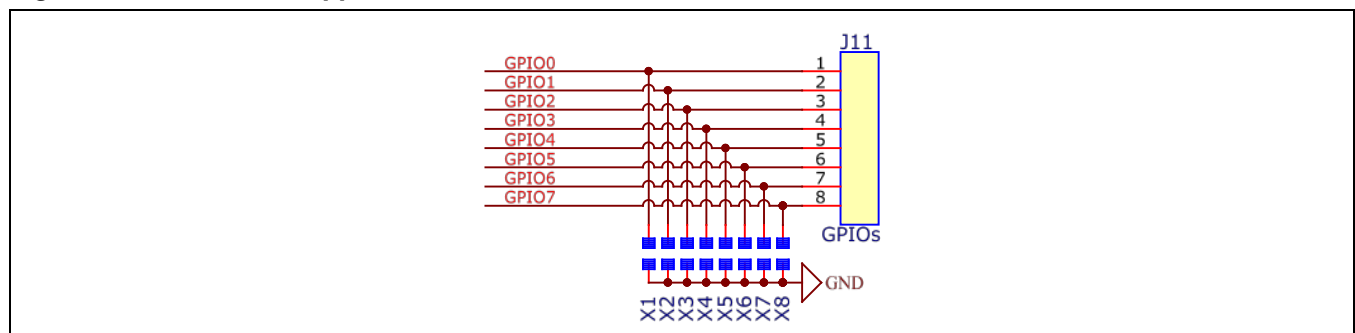 J11
GPIO0 1
GPIO1 2
GPIO2 3
GPIO3 4
GPIO4 5
GPIO5 6
GPIO6 7
GPIO7 8
GPIOs
GND
X1 X2 X3 X4 X5 X6 X7 X8